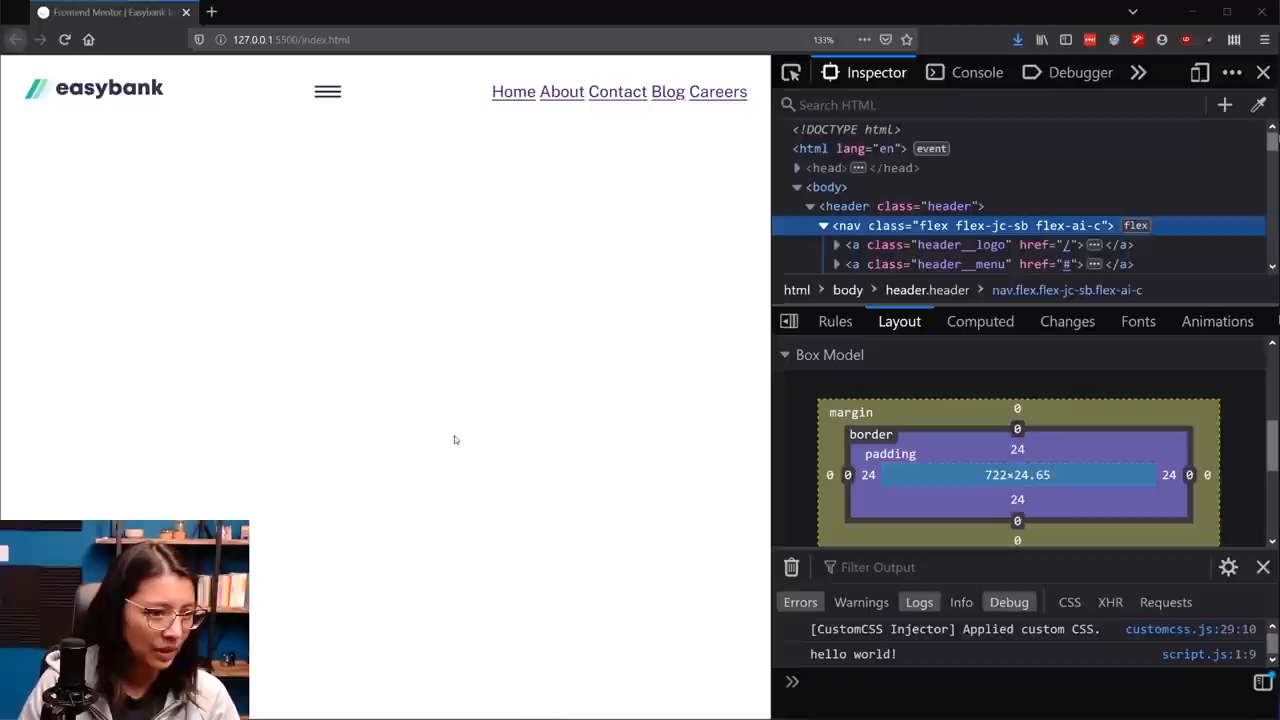 Frontend Mentor | Easybank l
127.0.0.1:5500/index.html
133%
easybank
Home About Contact Blog Careers
Inspector
Console
Debugger
Search HTML
<!DOCTYPE html>
<html lang="en"> event
<head> </head>
<body>
<header class="header">
<nav class="flex flex-jc-sb flex-ai-c"> flex
<a class="header__logo" href="/"> </a>
<a class="header__menu" href="#"> </a>
html body header.header nav.flex.flex-jc-sb.flex-ai-c
Rules Layout Computed Changes Fonts Animations
Box Model
margin 0
border 0
padding 24
0 0 24 722×24.65 24 0 0
24
0
0
Filter Output
Errors Warnings Logs Info Debug CSS XHR Requests
[CustomCSS Injector] Applied custom CSS. customcss.js:29:10
hello world! script.js:1:9